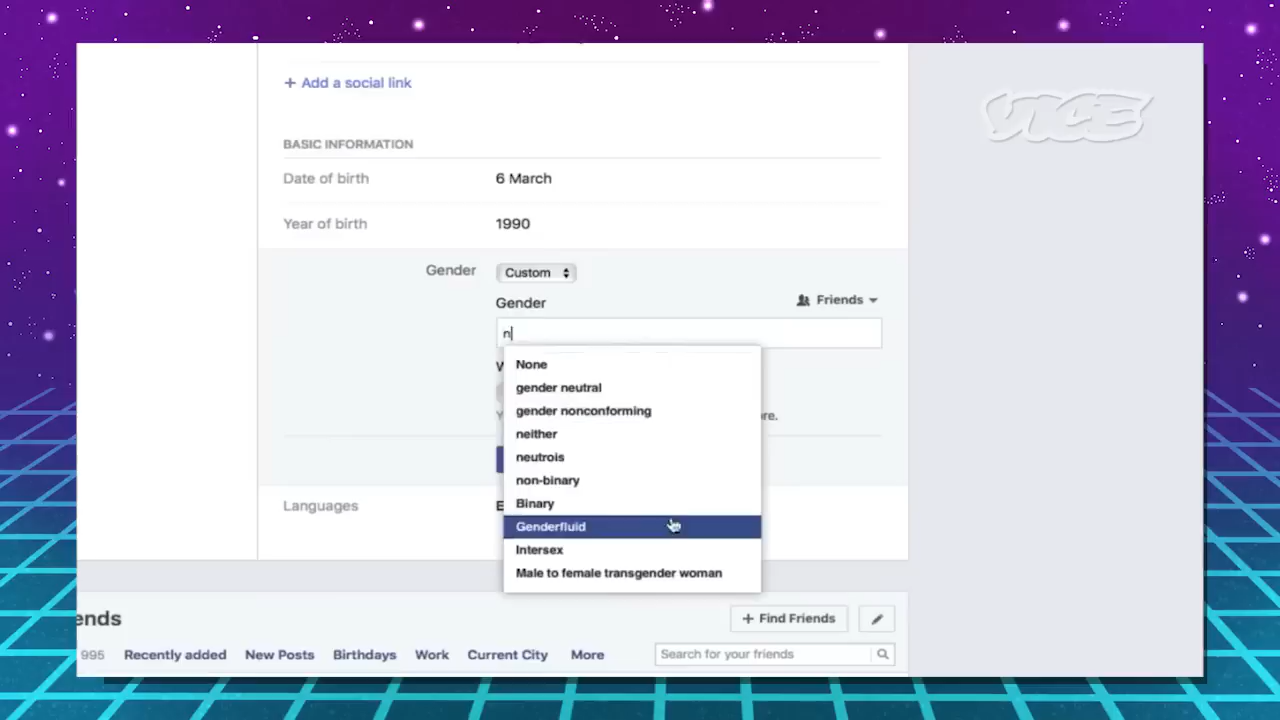 + Add a social link
VICE
BASIC INFORMATION
Date of birth 6 March
Year of birth 1990
Gender Custom
Gender Friends
n
None
gender neutral
re.
gender nonconforming
neither
neutrois
non-binary
Binary
Languages E
Genderfluid
Intersex
Male to female transgender woman
ends + Find Friends
995 Recently added New Posts Birthdays Work Current City More Search for your friends